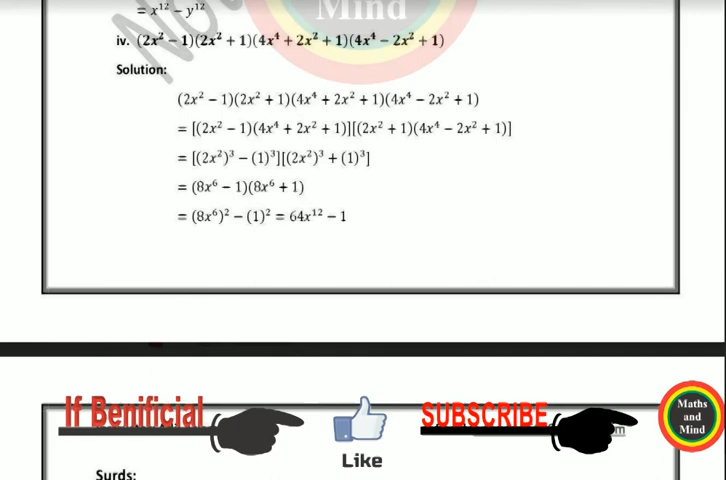 = x¹² − y¹²
Mind
iv. (2x² − 1)(2x² + 1)(4x⁴ + 2x² + 1)(4x⁴ − 2x² + 1)
Solution:
(2x² − 1)(2x² + 1)(4x⁴ + 2x² + 1)(4x⁴ − 2x² + 1)
= [(2x² − 1)(4x⁴ + 2x² + 1)][(2x² + 1)(4x⁴ − 2x² + 1)]
= [(2x²)³ − (1)³][(2x²)³ + (1)³]
= (8x⁶ − 1)(8x⁶ + 1)
= (8x⁶)² − (1)² = 64x¹² − 1
If Benificial
SUBSCRIBE
Like
Maths
and
Mind
Surds: